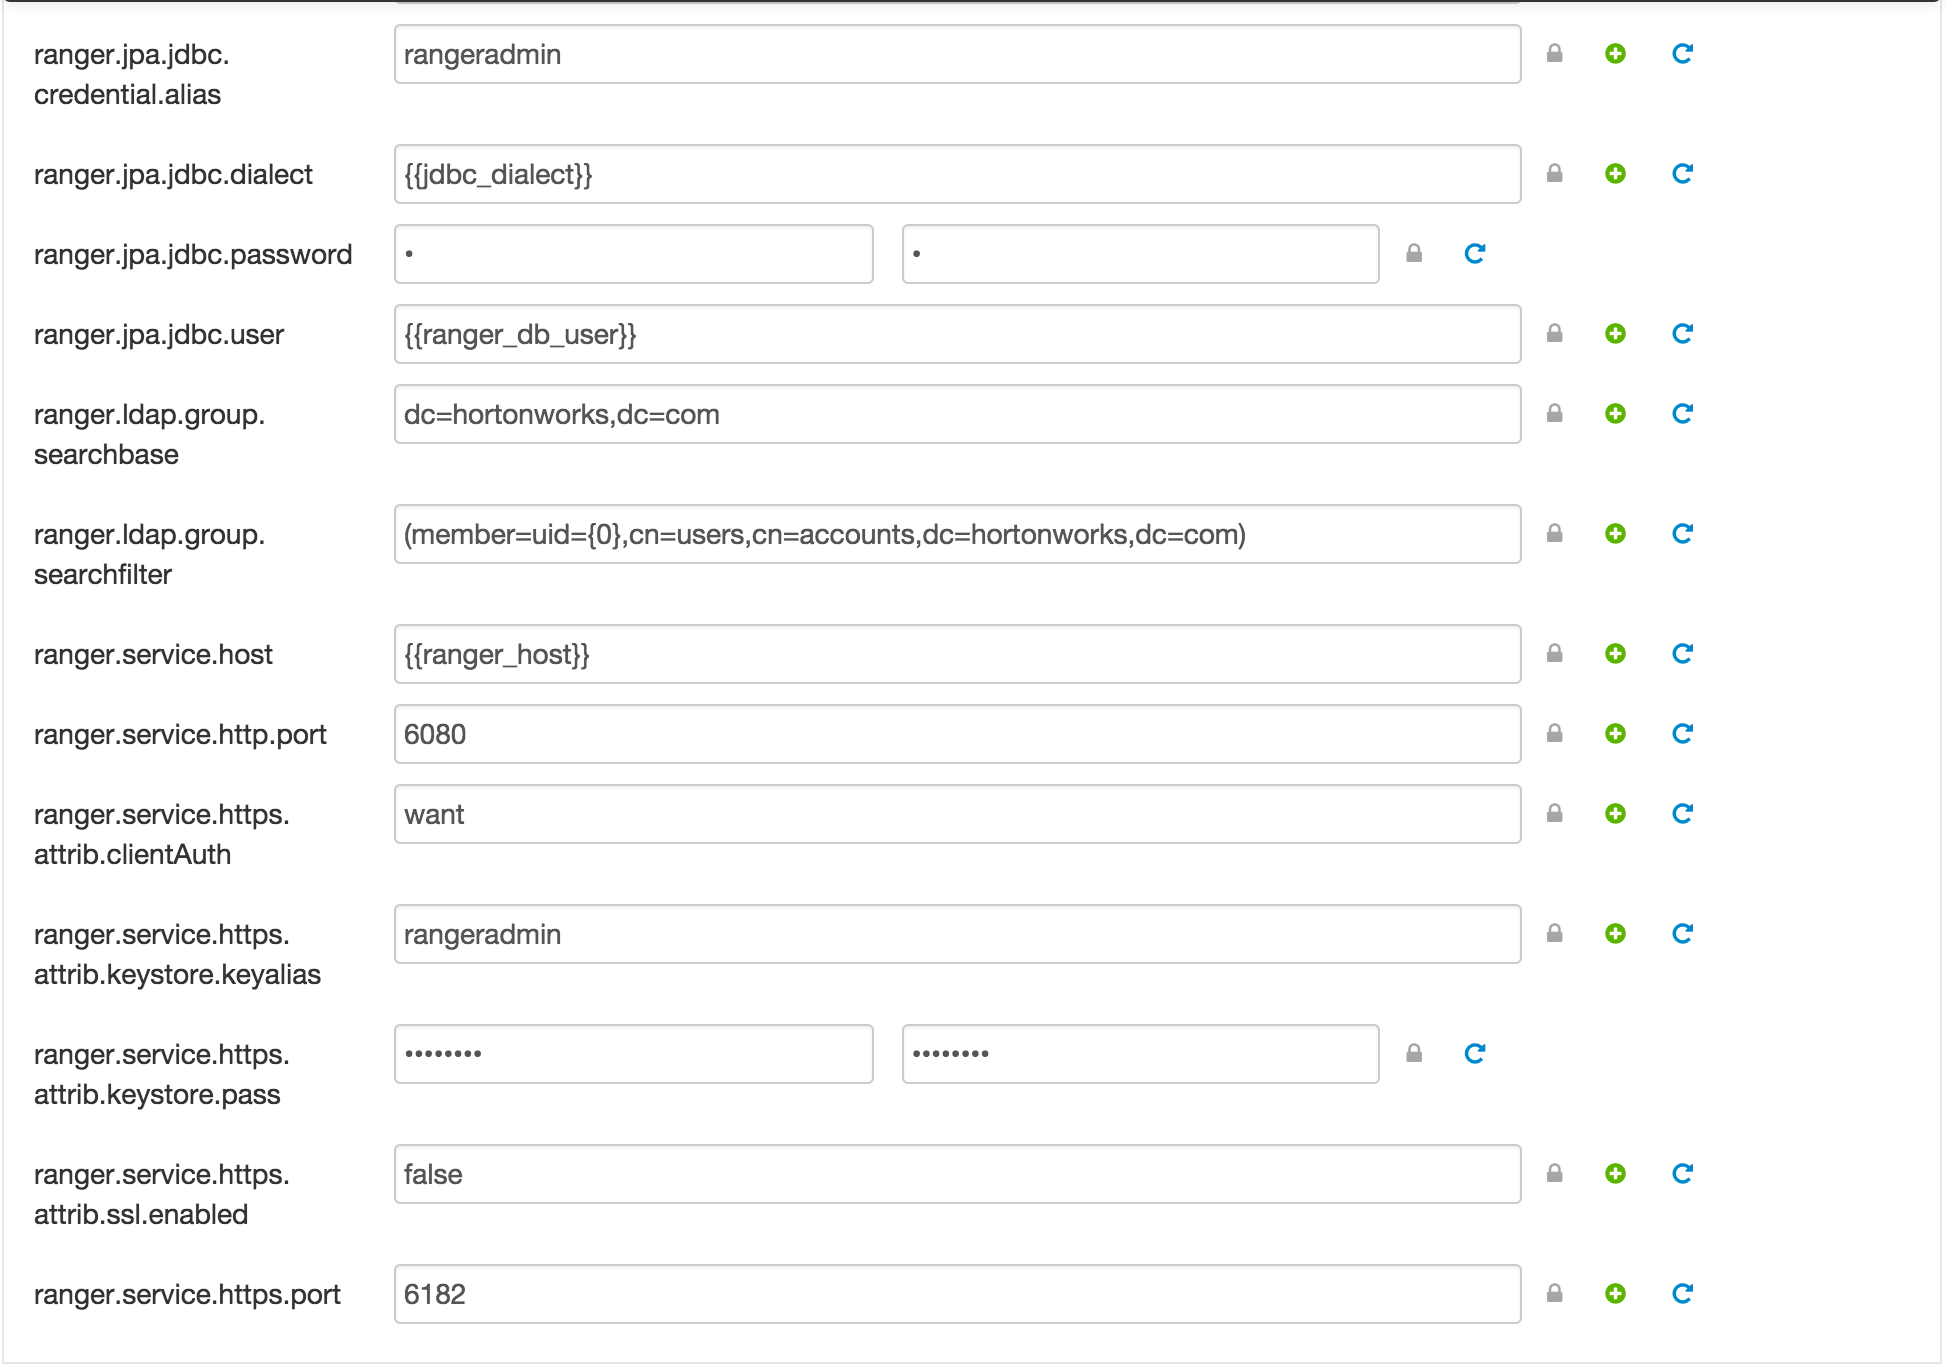 ranger.jpa.jdbc.
credential.alias
rangeradmin
ranger.jpa.jdbc.dialect
{{jdbc_dialect}}
ranger.jpa.jdbc.password
•
•
ranger.jpa.jdbc.user
{{ranger_db_user}}
ranger.ldap.group.
searchbase
dc=hortonworks,dc=com
ranger.ldap.group.
searchfilter
(member=uid={0},cn=users,cn=accounts,dc=hortonworks,dc=com)
ranger.service.host
{{ranger_host}}
ranger.service.http.port
6080
ranger.service.https.
attrib.clientAuth
want
ranger.service.https.
attrib.keystore.keyalias
rangeradmin
ranger.service.https.
attrib.keystore.pass
••••••••
••••••••
ranger.service.https.
attrib.ssl.enabled
false
ranger.service.https.port
6182